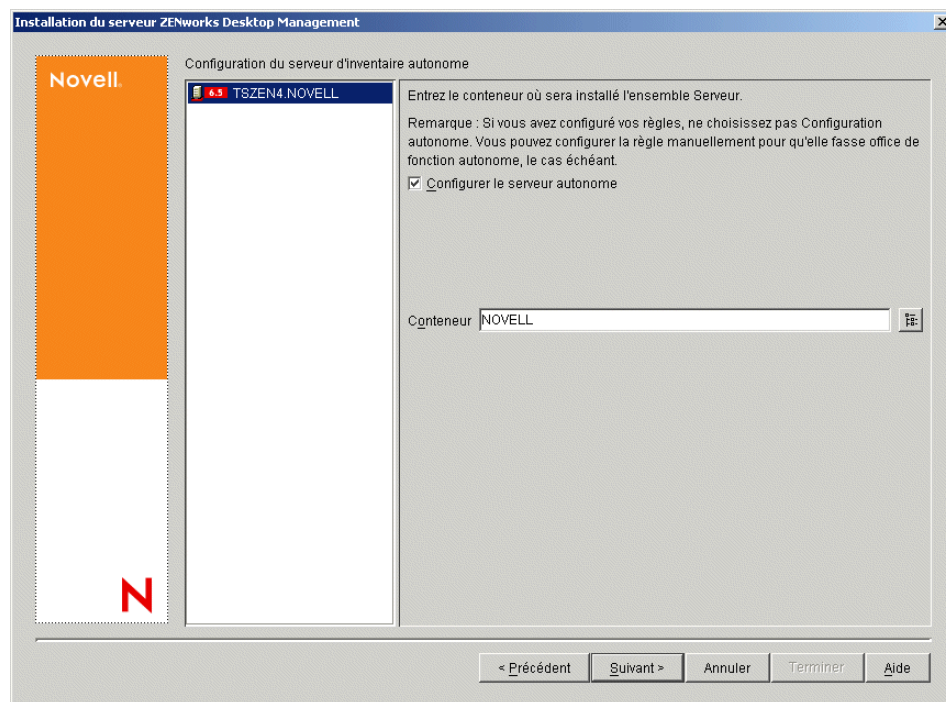 Installation du serveur ZENworks Desktop Management
Novell.
Configuration du serveur d'inventaire autonome
6.5 TSZEN4.NOVELL
Entrez le conteneur où sera installé l'ensemble Serveur.
Remarque : Si vous avez configuré vos règles, ne choisissez pas Configuration
autonome. Vous pouvez configurer la règle manuellement pour qu'elle fasse office de
fonction autonome, le cas échéant.
Configurer le serveur autonome
Conteneur NOVELL
N
< Précédent Suivant > Annuler Terminer Aide